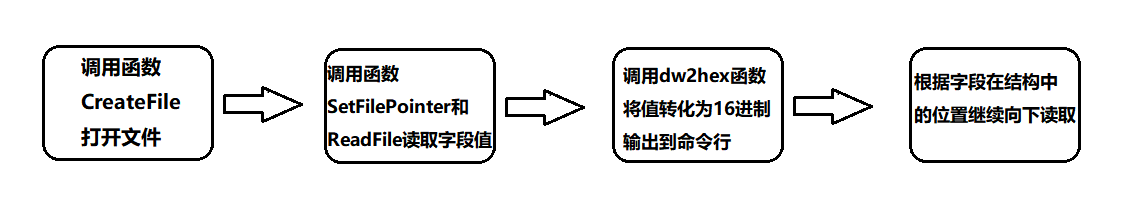 调用函数
CreateFile
打开文件
调用函数
SetFilePointer和
ReadFile读取字段值
调用dw2hex函数
将值转化为16进制
输出到命令行
根据字段在结构中
的位置继续向下读取